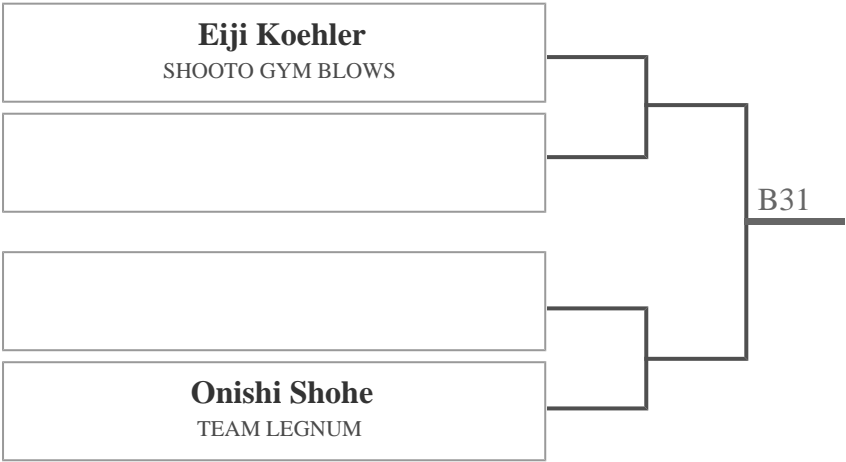 Eiji Koehler
SHOOTO GYM BLOWS
B31
Onishi Shohe
TEAM LEGNUM